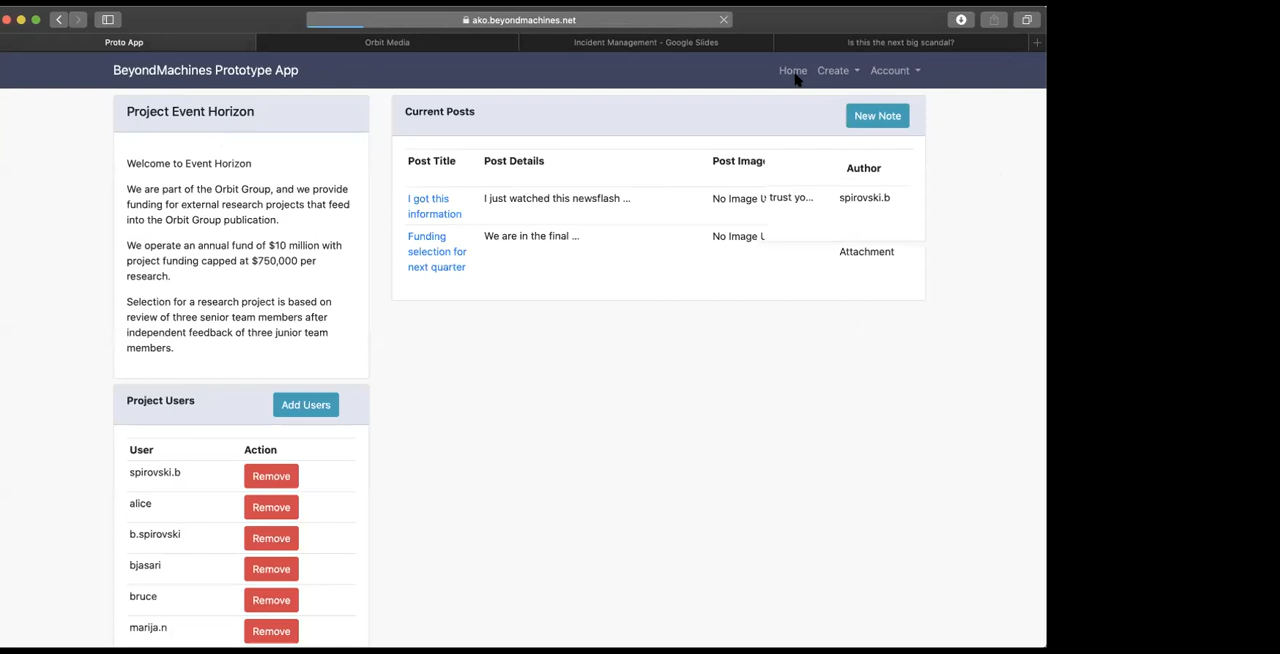 ako.beyondmachines.net
Proto App
Orbit Media
Incident Management - Google Slides
Is this the next big scandal?
BeyondMachines Prototype App
Home
Create
Account
Project Event Horizon
Welcome to Event Horizon
We are part of the Orbit Group, and we provide
funding for external research projects that feed
into the Orbit Group publication.
We operate an annual fund of $10 million with
project funding capped at $750,000 per
research.
Selection for a research project is based on
review of three senior team members after
independent feedback of three junior team
members.
Project Users
Add Users
User Action
spirovski.b Remove
alice Remove
b.spirovski Remove
bjasari Remove
bruce Remove
marija.n Remove
Current Posts
New Note
Post Title Post Details Post Imag Author
I got this
information
I just watched this newsflash ...
No Image U trust yo... spirovski.b
Funding
selection for
next quarter
We are in the final ...
No Image
Attachment